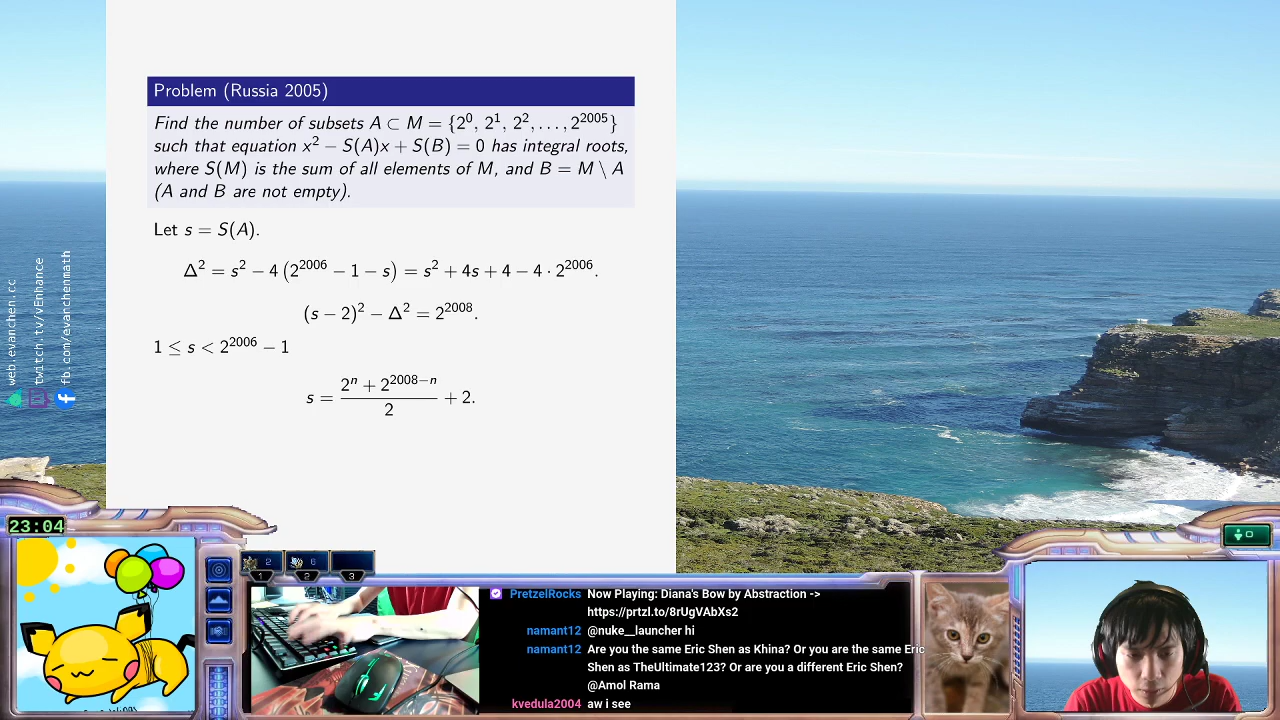 Problem (Russia 2005)
Find the number of subsets A ⊂ M = {2^0, 2^1, 2^2, ..., 2^2005}
such that equation x^2 − S(A)x + S(B) = 0 has integral roots,
where S(M) is the sum of all elements of M, and B = M \ A
(A and B are not empty).
Let s = S(A).
Δ^2 = s^2 − 4 (2^2006 − 1 − s) = s^2 + 4s + 4 − 4 · 2^2006.
(s − 2)^2 − Δ^2 = 2^2008.
1 ≤ s < 2^2006 − 1
s = (2^n + 2^(2008−n))/2 + 2.
web.evanchen.cc
twitch.tv/vEnhance
fb.com/evanchenmath
23:04
2
6
1
2
3
0
PretzelRocks Now Playing: Diana's Bow by Abstraction ->
https://prtzl.to/8rUgVAbXs2
namant12 @nuke__launcher hi
namant12 Are you the same Eric Shen as Khina? Or you are the same Eric
Shen as TheUltimate123? Or are you a different Eric Shen?
@Amol Rama
kvedula2004 aw i see